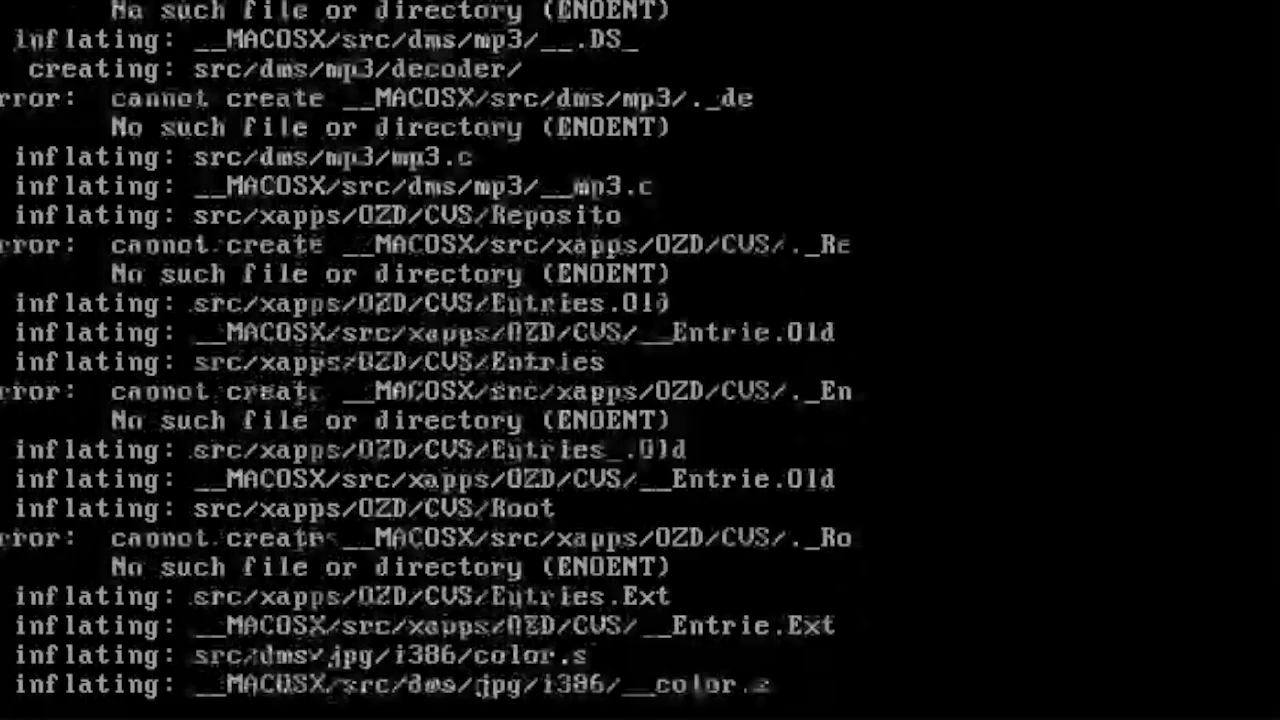 No such file or directory (ENOENT)
inflating: __MACOSX/src/dms/mp3/__.DS_
creating: src/dms/mp3/decoder/
rror: cannot create __MACOSX/src/dms/mp3/._de
No such file or directory (ENOENT)
inflating: src/dms/mp3/mp3.c
inflating: __MACOSX/src/dms/mp3/__mp3.c
inflating: src/xapps/OZD/CVS/Reposito
rror: cannot create __MACOSX/src/xapps/OZD/CVS/._Re
No such file or directory (ENOENT)
inflating: src/xapps/OZD/CVS/Entries.Old
inflating: __MACOSX/src/xapps/OZD/CVS/__Entrie.Old
inflating: src/xapps/OZD/CVS/Entries
rror: cannot create __MACOSX/src/xapps/OZD/CVS/._En
No such file or directory (ENOENT)
inflating: src/xapps/OZD/CVS/Entries_.Old
inflating: __MACOSX/src/xapps/OZD/CVS/__Entrie.Old
inflating: src/xapps/OZD/CVS/Root
rror: cannot create __MACOSX/src/xapps/OZD/CVS/._Ro
No such file or directory (ENOENT)
inflating: src/xapps/OZD/CVS/Entries.Ext
inflating: __MACOSX/src/xapps/OZD/CVS/__Entrie.Ext
inflating: src/dms/jpg/i386/color.s
inflating: __MACOSX/src/dms/jpg/i386/__color.s